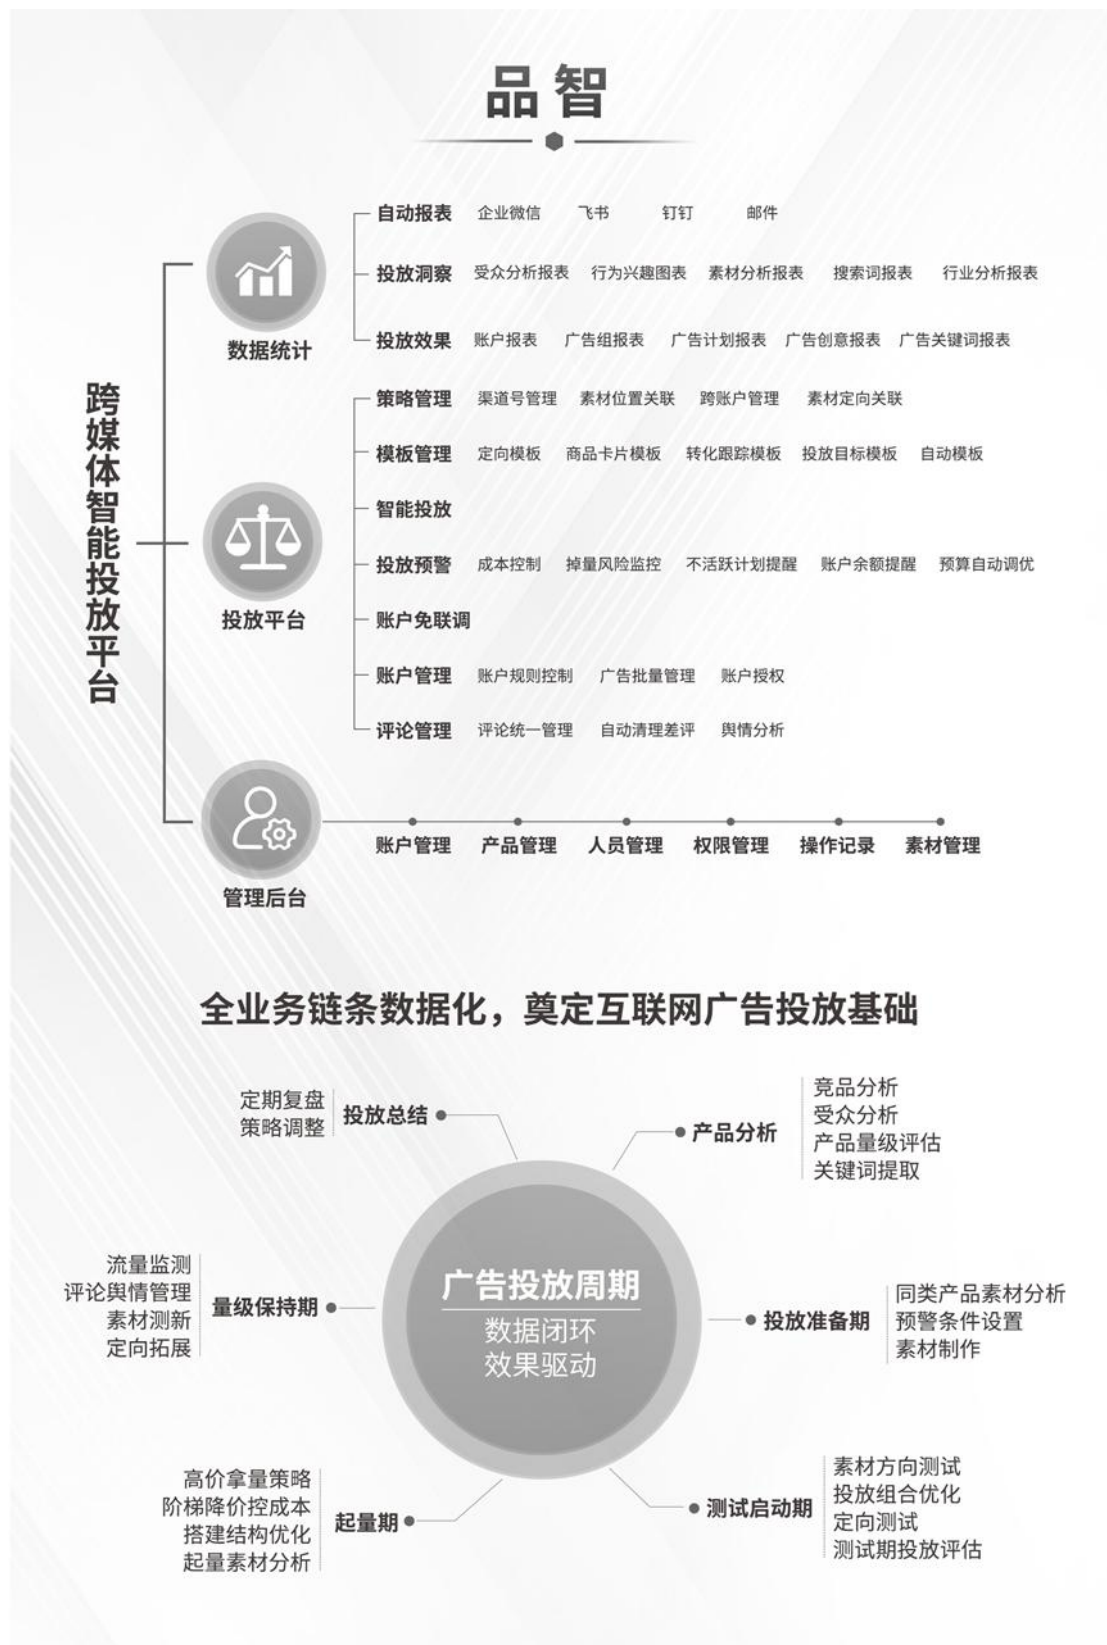 品智
跨媒体智能投放平台
数据统计
自动报表 企业微信 飞书 钉钉 邮件
投放洞察 受众分析报表 行为兴趣图表 素材分析报表 搜索词报表 行业分析报表
投放效果 账户报表 广告组报表 广告计划报表 广告创意报表 广告关键词报表
投放平台
策略管理 渠道号管理 素材位置关联 跨账户管理 素材定向关联
模板管理 定向模板 商品卡片模板 转化跟踪模板 投放目标模板 自动模板
智能投放
投放预警 成本控制 掉量风险监控 不活跃计划提醒 账户余额提醒 预算自动调优
账户免联调
账户管理 账户规则控制 广告批量管理 账户授权
评论管理 评论统一管理 自动清理差评 舆情分析
管理后台
账户管理 产品管理 人员管理 权限管理 操作记录 素材管理
全业务链条数据化，奠定互联网广告投放基础
广告投放周期
数据闭环
效果驱动
产品分析
竞品分析
受众分析
产品量级评估
关键词提取
投放准备期
同类产品素材分析
预警条件设置
素材制作
测试启动期
素材方向测试
投放组合优化
定向测试
测试期投放评估
起量期
高价拿量策略
阶梯降价控成本
搭建结构优化
起量素材分析
量级保持期
流量监测
评论舆情管理
素材测新
定向拓展
投放总结
定期复盘
策略调整